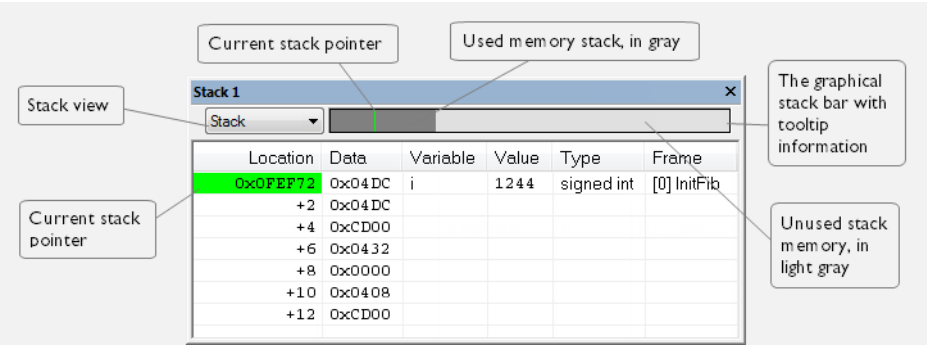 Current stack pointer
Used memory stack, in gray
The graphical
stack bar with
tooltip
information
Stack view
Stack 1
Stack
Location Data Variable Value Type Frame
0x0FEF72 0x04DC i 1244 signed int [0] InitFib
+2 0x04DC
+4 0xCD00
+6 0x0432
+8 0x0000
+10 0x0408
+12 0xCD00
Current stack
pointer
Unused stack
memory, in
light gray